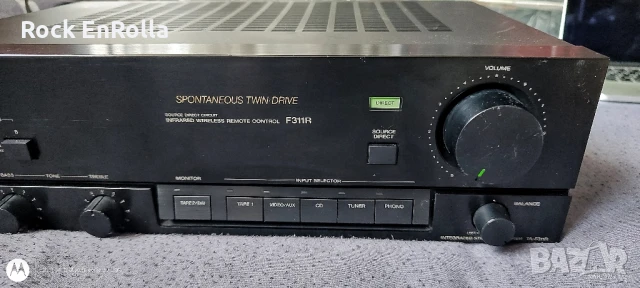 Rock EnRolla
SPONTANEOUS TWIN-DRIVE
SOURCE DIRECT CIRCUIT
INFRARED WIRELESS REMOTE CONTROL F311R
DIRECT
SOURCE
DIRECT
VOLUME
B
BASS TONE TREBLE
MONITOR INPUT SELECTOR
TAPE 2/DAT TAPE 1 VIDEO/AUX CD TUNER PHONO
BALANCE
INTEGRATED
BAZAR